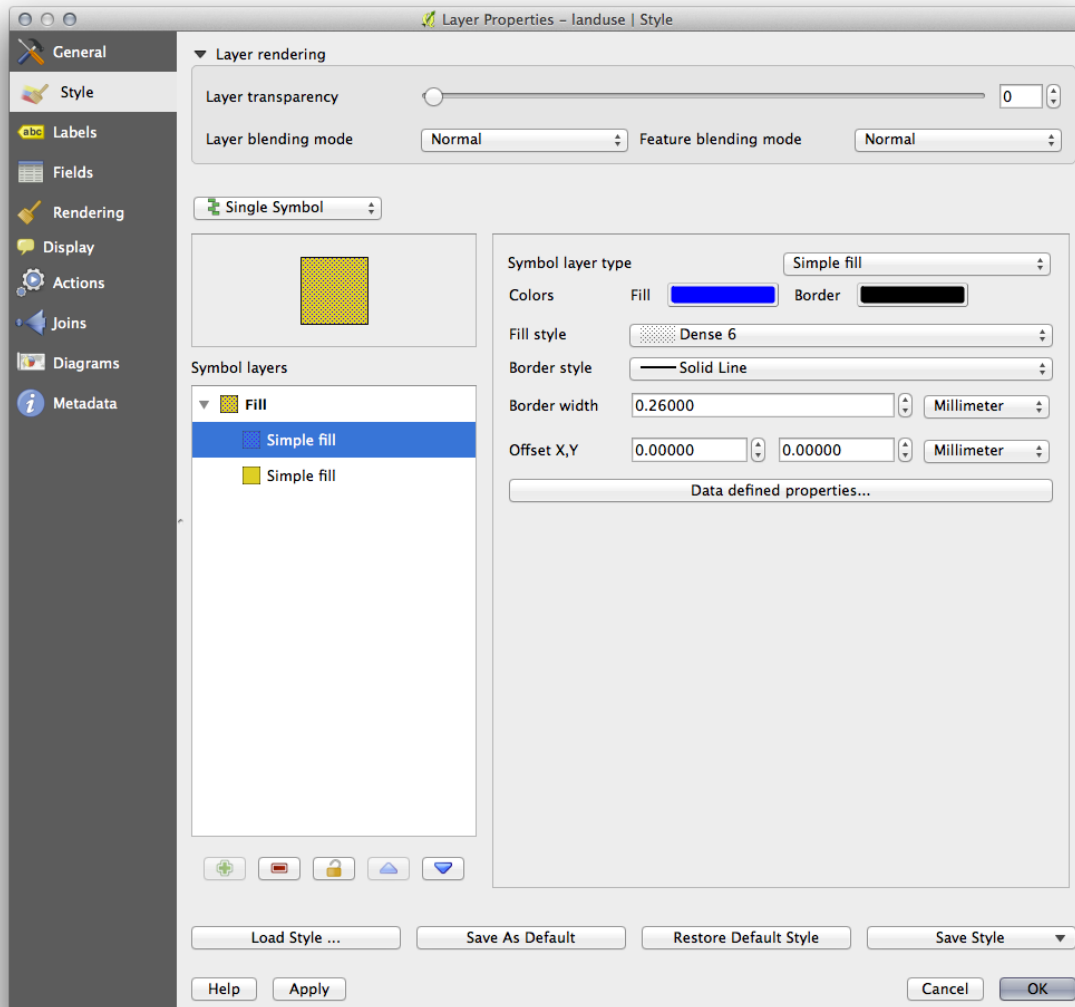 Layer Properties - landuse | Style
General
Style
abc Labels
Fields
Rendering
Display
Actions
Joins
Diagrams
Metadata
Layer rendering
Layer transparency 0
Layer blending mode Normal Feature blending mode Normal
Single Symbol
Symbol layers
Fill
Simple fill
Simple fill
Symbol layer type Simple fill
Colors Fill Border
Fill style Dense 6
Border style Solid Line
Border width 0.26000 Millimeter
Offset X,Y 0.00000 0.00000 Millimeter
Data defined properties...
Load Style ... Save As Default Restore Default Style Save Style
Help Apply Cancel OK